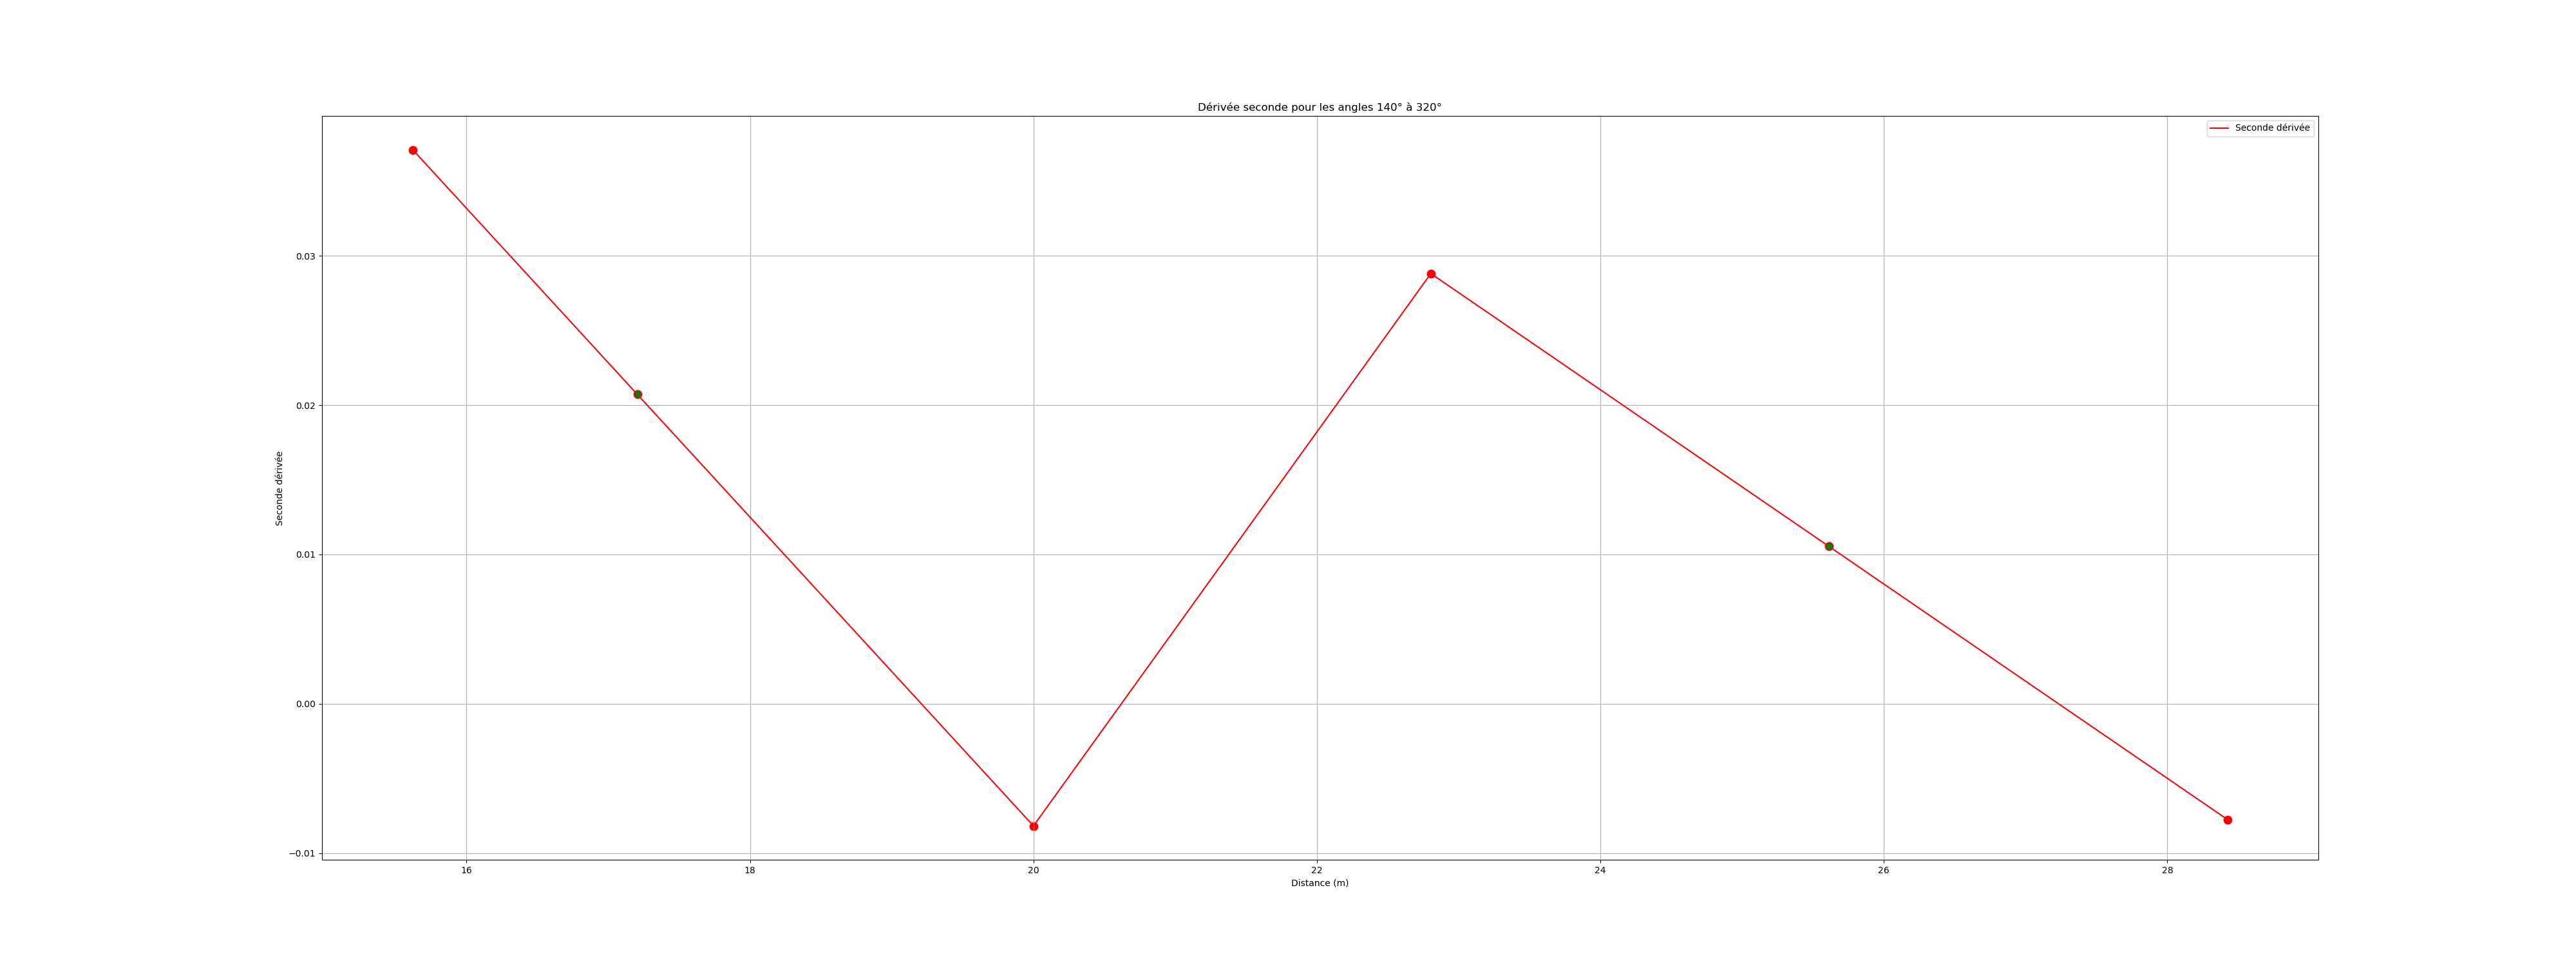 Dérivée seconde pour les angles 140° à 320°
Seconde dérivée
0.03
0.02
0.01
0.00
−0.01
Seconde dérivée
16 18 20 22 24 26 28
Distance (m)